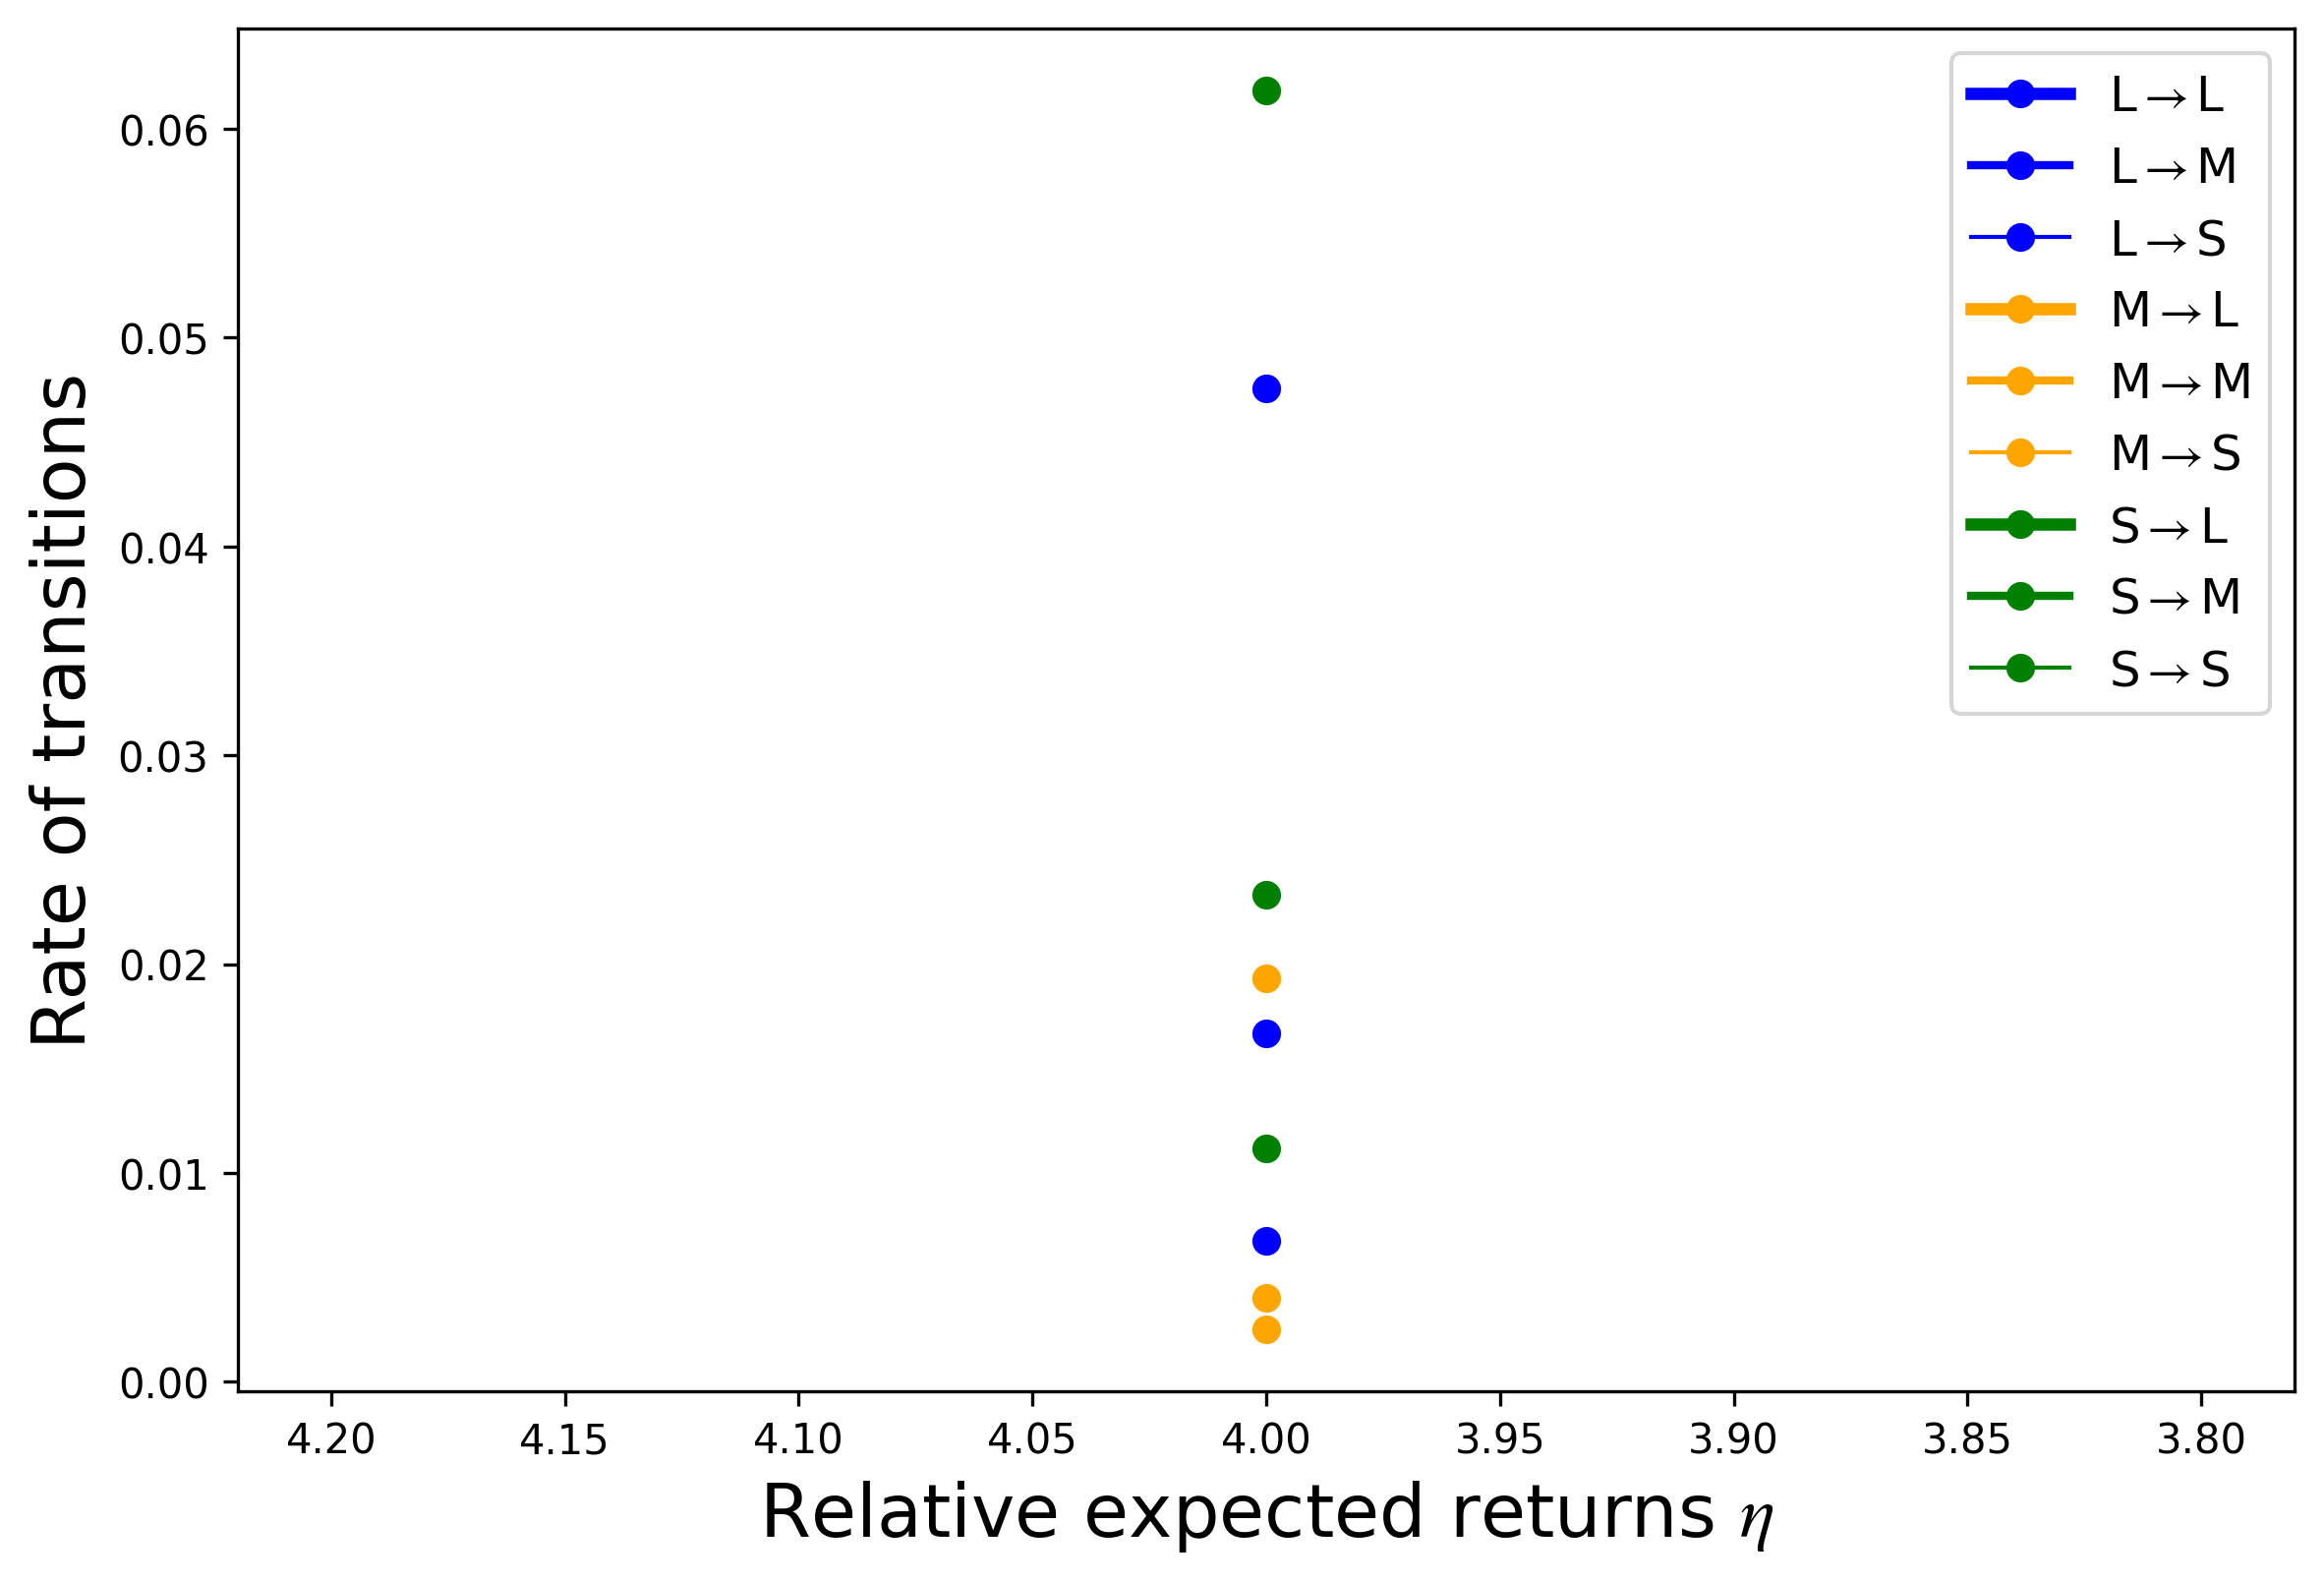 Rate of transitions
0.06
0.05
0.04
0.03
0.02
0.01
0.00
4.20 4.15 4.10 4.05 4.00 3.95 3.90 3.85 3.80
Relative expected returns η
L→L
L→M
L→S
M→L
M→M
M→S
S→L
S→M
S→S